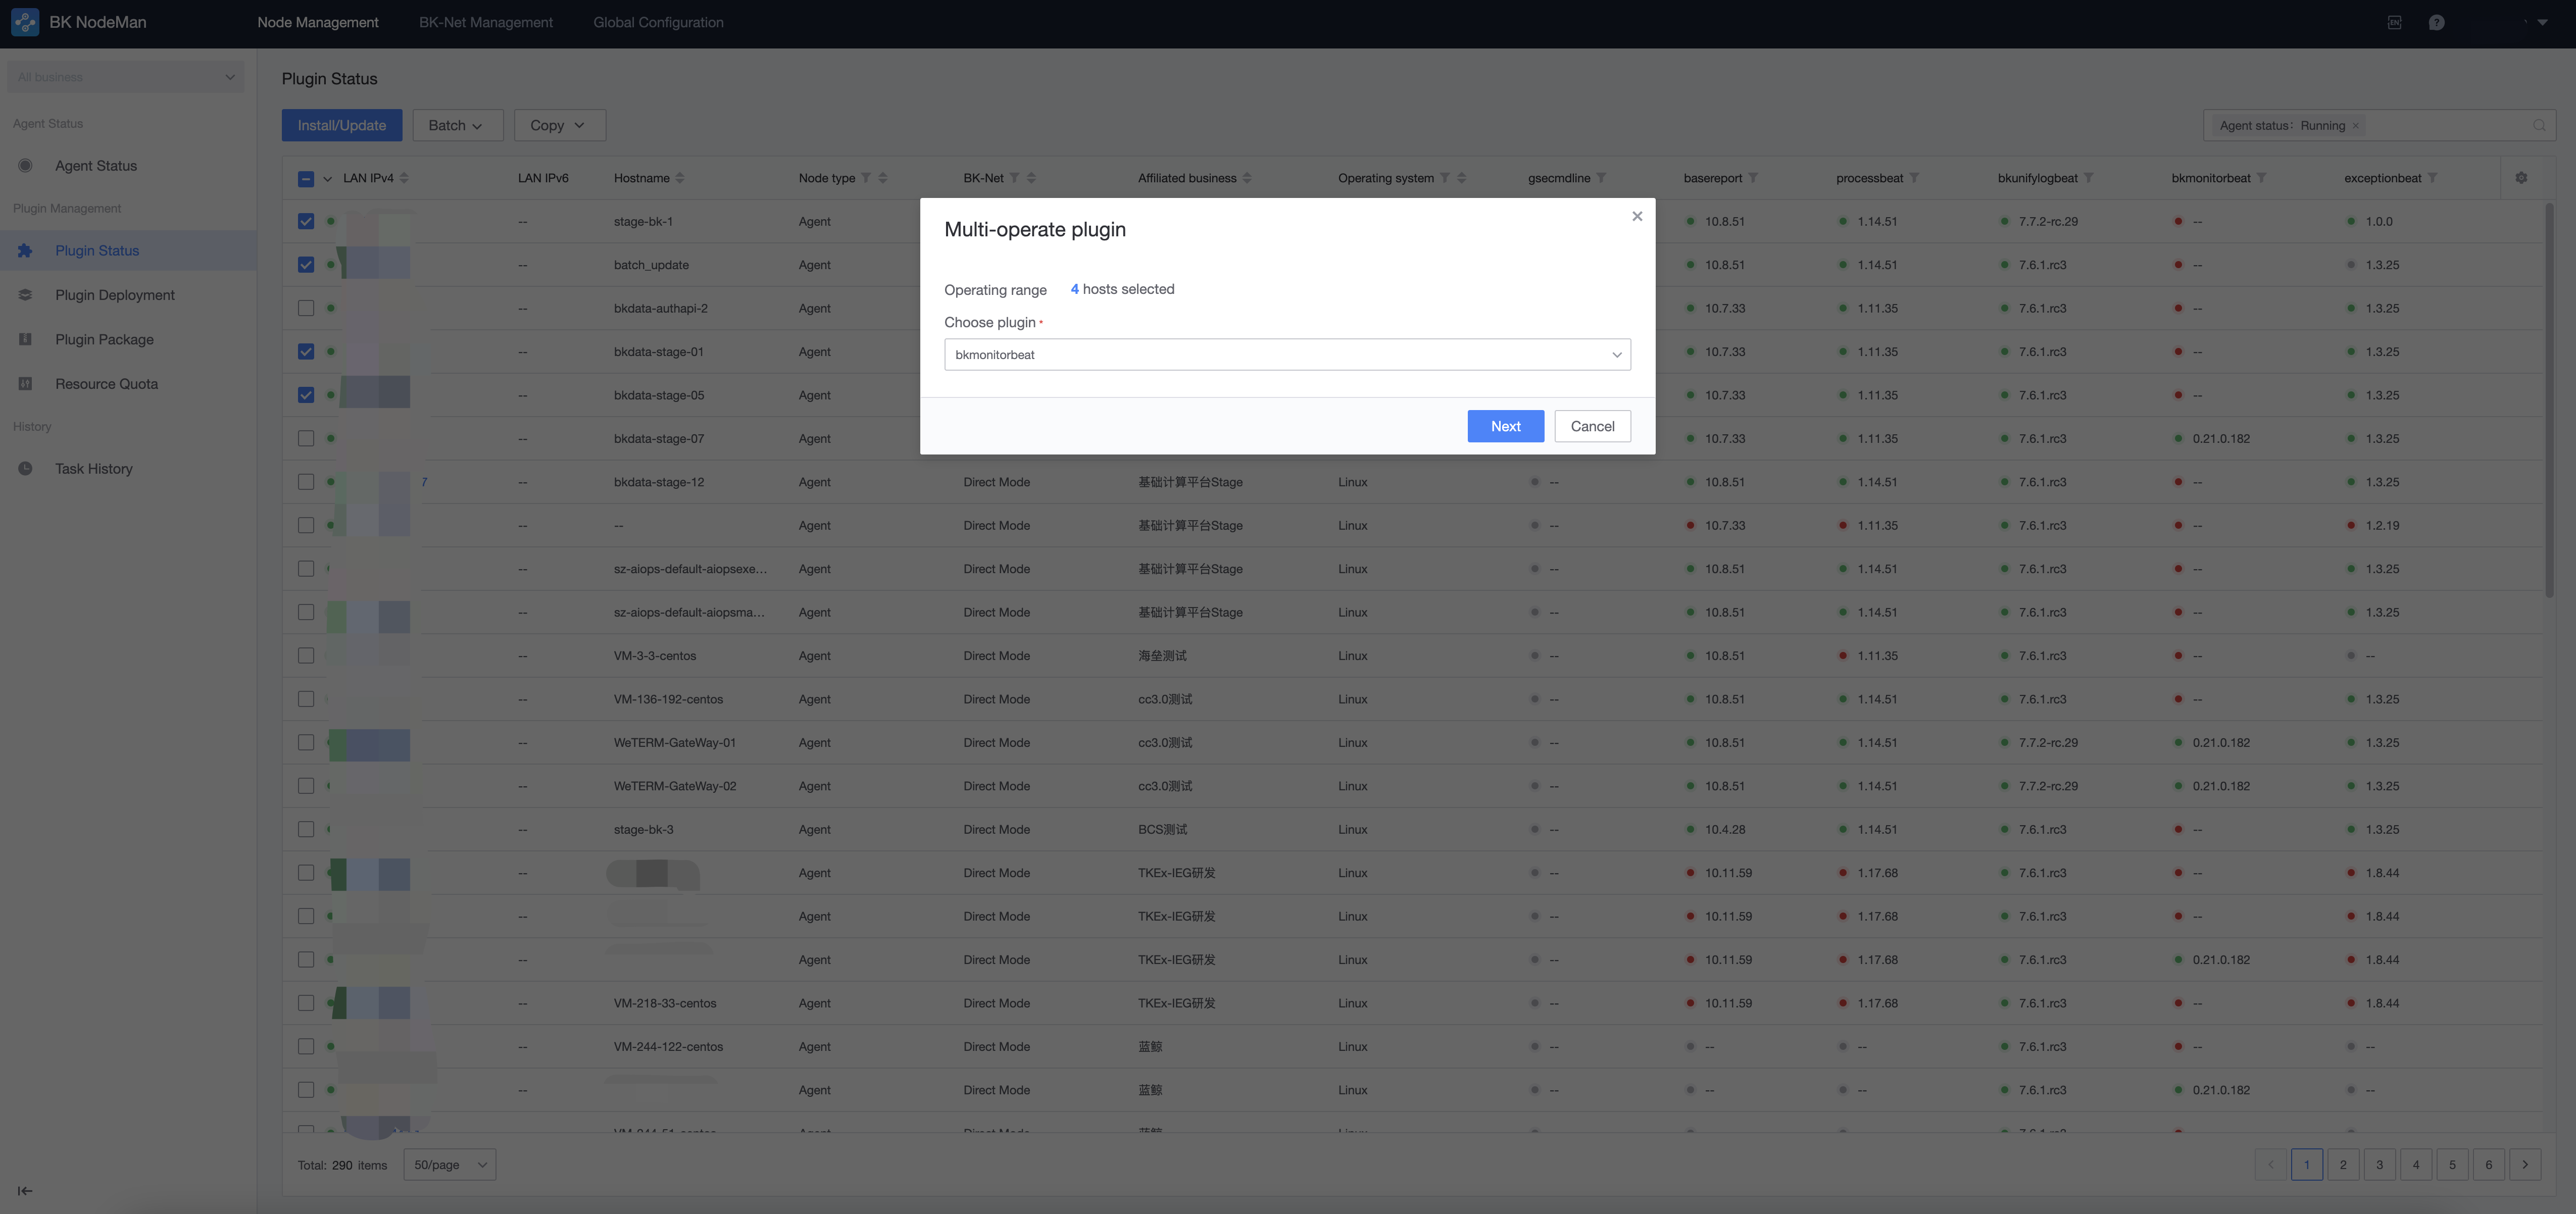 BK NodeMan Node Management BK-Net Management Global Configuration
All business
Agent Status
Agent Status
Plugin Management
Plugin Status
Plugin Deployment
Plugin Package
Resource Quota
History
Task History
Plugin Status
Install/Update Batch Copy Agent status: Running ×
LAN IPv4 LAN IPv6 Hostname Node type BK-Net Affiliated business Operating system gsecmdline basereport processbeat bkunifylogbeat bkmonitorbeat exceptionbeat
-- stage-bk-1 Agent 10.8.51 1.14.51 7.7.2-rc.29 -- 1.0.0
-- batch_update Agent 10.8.51 1.14.51 7.6.1.rc3 -- 1.3.25
-- bkdata-authapi-2 Agent 10.7.33 1.11.35 7.6.1.rc3 -- 1.3.25
-- bkdata-stage-01 Agent 10.7.33 1.11.35 7.6.1.rc3 -- 1.3.25
-- bkdata-stage-05 Agent 10.7.33 1.11.35 7.6.1.rc3 -- 1.3.25
-- bkdata-stage-07 Agent 10.7.33 1.11.35 7.6.1.rc3 0.21.0.182 1.3.25
7 -- bkdata-stage-12 Agent Direct Mode 基础计算平台Stage Linux -- 10.8.51 1.14.51 7.6.1.rc3 -- 1.3.25
-- -- Agent Direct Mode 基础计算平台Stage Linux -- 10.7.33 1.11.35 7.6.1.rc3 -- 1.2.19
-- sz-aiops-default-aiopsexe... Agent Direct Mode 基础计算平台Stage Linux -- 10.8.51 1.14.51 7.6.1.rc3 -- 1.3.25
-- sz-aiops-default-aiopsma... Agent Direct Mode 基础计算平台Stage Linux -- 10.8.51 1.14.51 7.6.1.rc3 -- 1.3.25
-- VM-3-3-centos Agent Direct Mode 海垒测试 Linux -- 10.8.51 1.11.35 7.6.1.rc3 -- --
-- VM-136-192-centos Agent Direct Mode cc3.0测试 Linux -- 10.8.51 1.14.51 7.6.1.rc3 -- 1.3.25
-- WeTERM-GateWay-01 Agent Direct Mode cc3.0测试 Linux -- 10.8.51 1.14.51 7.7.2-rc.29 0.21.0.182 1.3.25
-- WeTERM-GateWay-02 Agent Direct Mode cc3.0测试 Linux -- 10.8.51 1.14.51 7.7.2-rc.29 0.21.0.182 1.3.25
-- stage-bk-3 Agent Direct Mode BCS测试 Linux -- 10.4.28 1.14.51 7.6.1.rc3 -- 1.3.25
-- Agent Direct Mode TKEx-IEG研发 Linux -- 10.11.59 1.17.68 7.6.1.rc3 -- 1.8.44
-- Agent Direct Mode TKEx-IEG研发 Linux -- 10.11.59 1.17.68 7.6.1.rc3 -- 1.8.44
-- Agent Direct Mode TKEx-IEG研发 Linux -- 10.11.59 1.17.68 7.6.1.rc3 0.21.0.182 1.8.44
-- VM-218-33-centos Agent Direct Mode TKEx-IEG研发 Linux -- 10.11.59 1.17.68 7.6.1.rc3 -- 1.8.44
-- VM-244-122-centos Agent Direct Mode 蓝鲸 Linux -- -- -- 7.6.1.rc3 -- --
-- Agent Direct Mode 蓝鲸 Linux -- -- -- 7.6.1.rc3 0.21.0.182 --
Total: 290 items 50/page 1 2 3 4 5 6
Multi-operate plugin
Operating range 4 hosts selected
Choose plugin *
bkmonitorbeat
Next Cancel